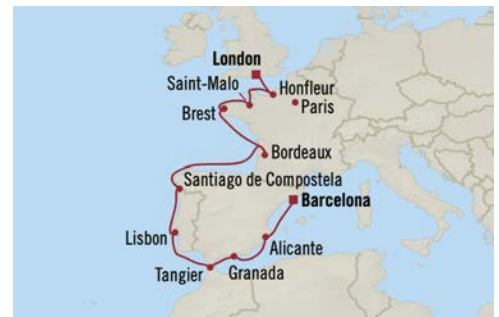 London
Saint-Malo
Honfleur
Paris
Brest
Bordeaux
Santiago de Compostela
Barcelona
Lisbon
Alicante
Tangier
Granada